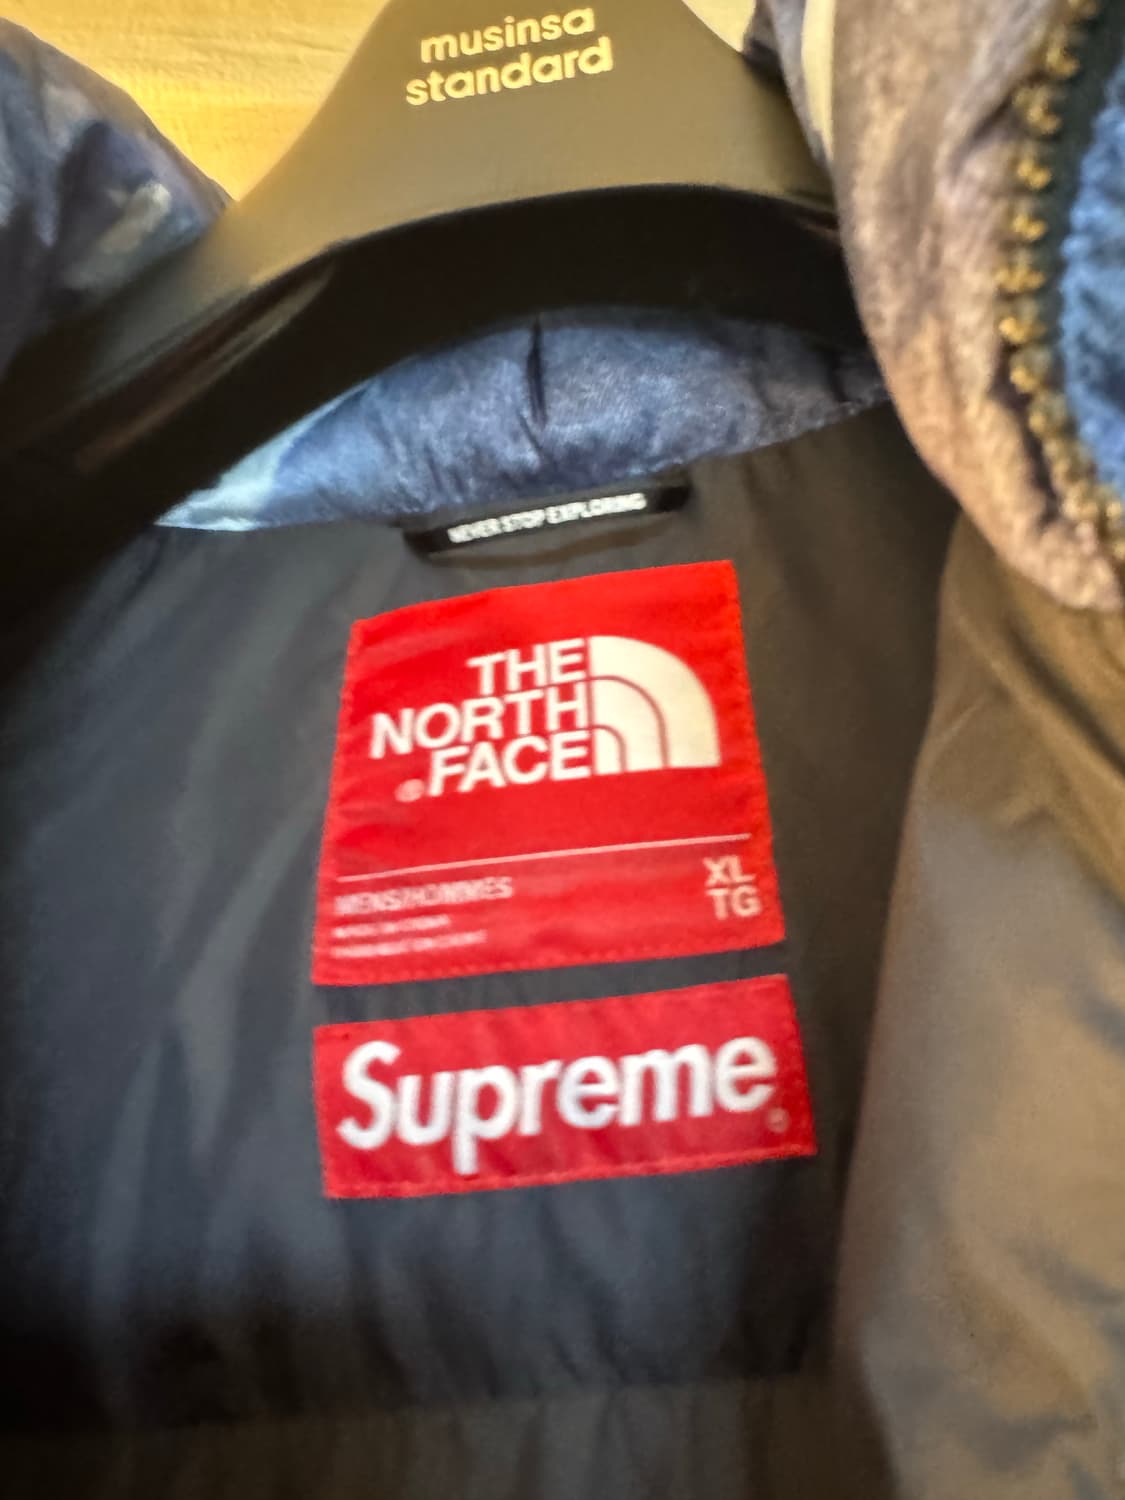 musinsa
standard
NEVER STOP EXPLORING
THE
NORTH
FACE
®
MENS/HOMMES
XL
TG
Supreme